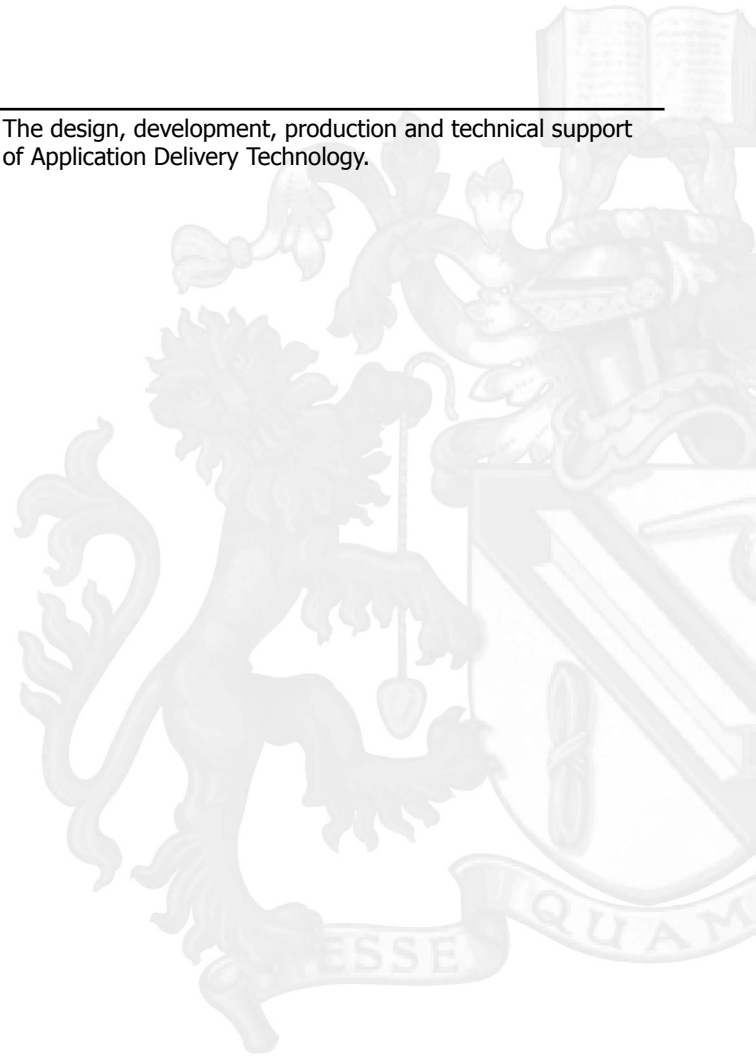 The design, development, production and technical support
of Application Delivery Technology.
ESSE
QUAM